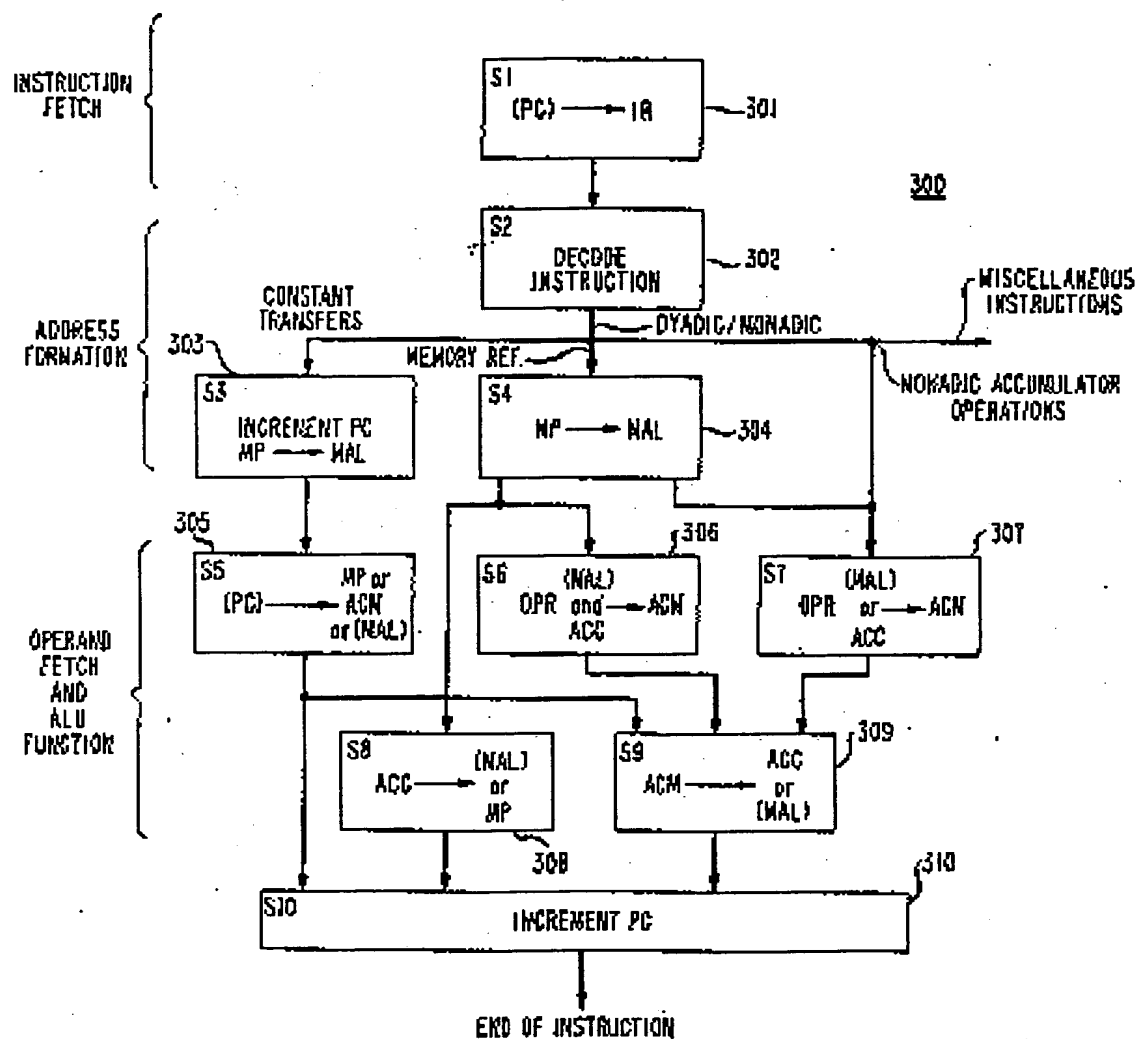 INSTRUCTION
FETCH
S1
(PC) → IR
301
300
S2
DECODE
INSTRUCTION
302
MISCELLANEOUS
INSTRUCTIONS
CONSTANT
TRANSFERS
DYADIC/MONADIC
ADDRESS
FORMATION
303
MEMORY REF.
MONADIC ACCUMULATOR
OPERATIONS
S3
INCREMENT PC
MP → MAL
S4
MP → MAL
304
305
306
307
OPERAND
FETCH
AND
ALU
FUNCTION
S5
(PC) → MP or
ACM
or (MAL)
S6
OPR (MAL)
and → ACM
ACC
S7
OPR (MAL)
or → ACM
ACC
S8
ACC → (MAL)
or
MP
308
S9
ACM → ACC
or
(MAL)
309
310
S10
INCREMENT PC
END OF INSTRUCTION